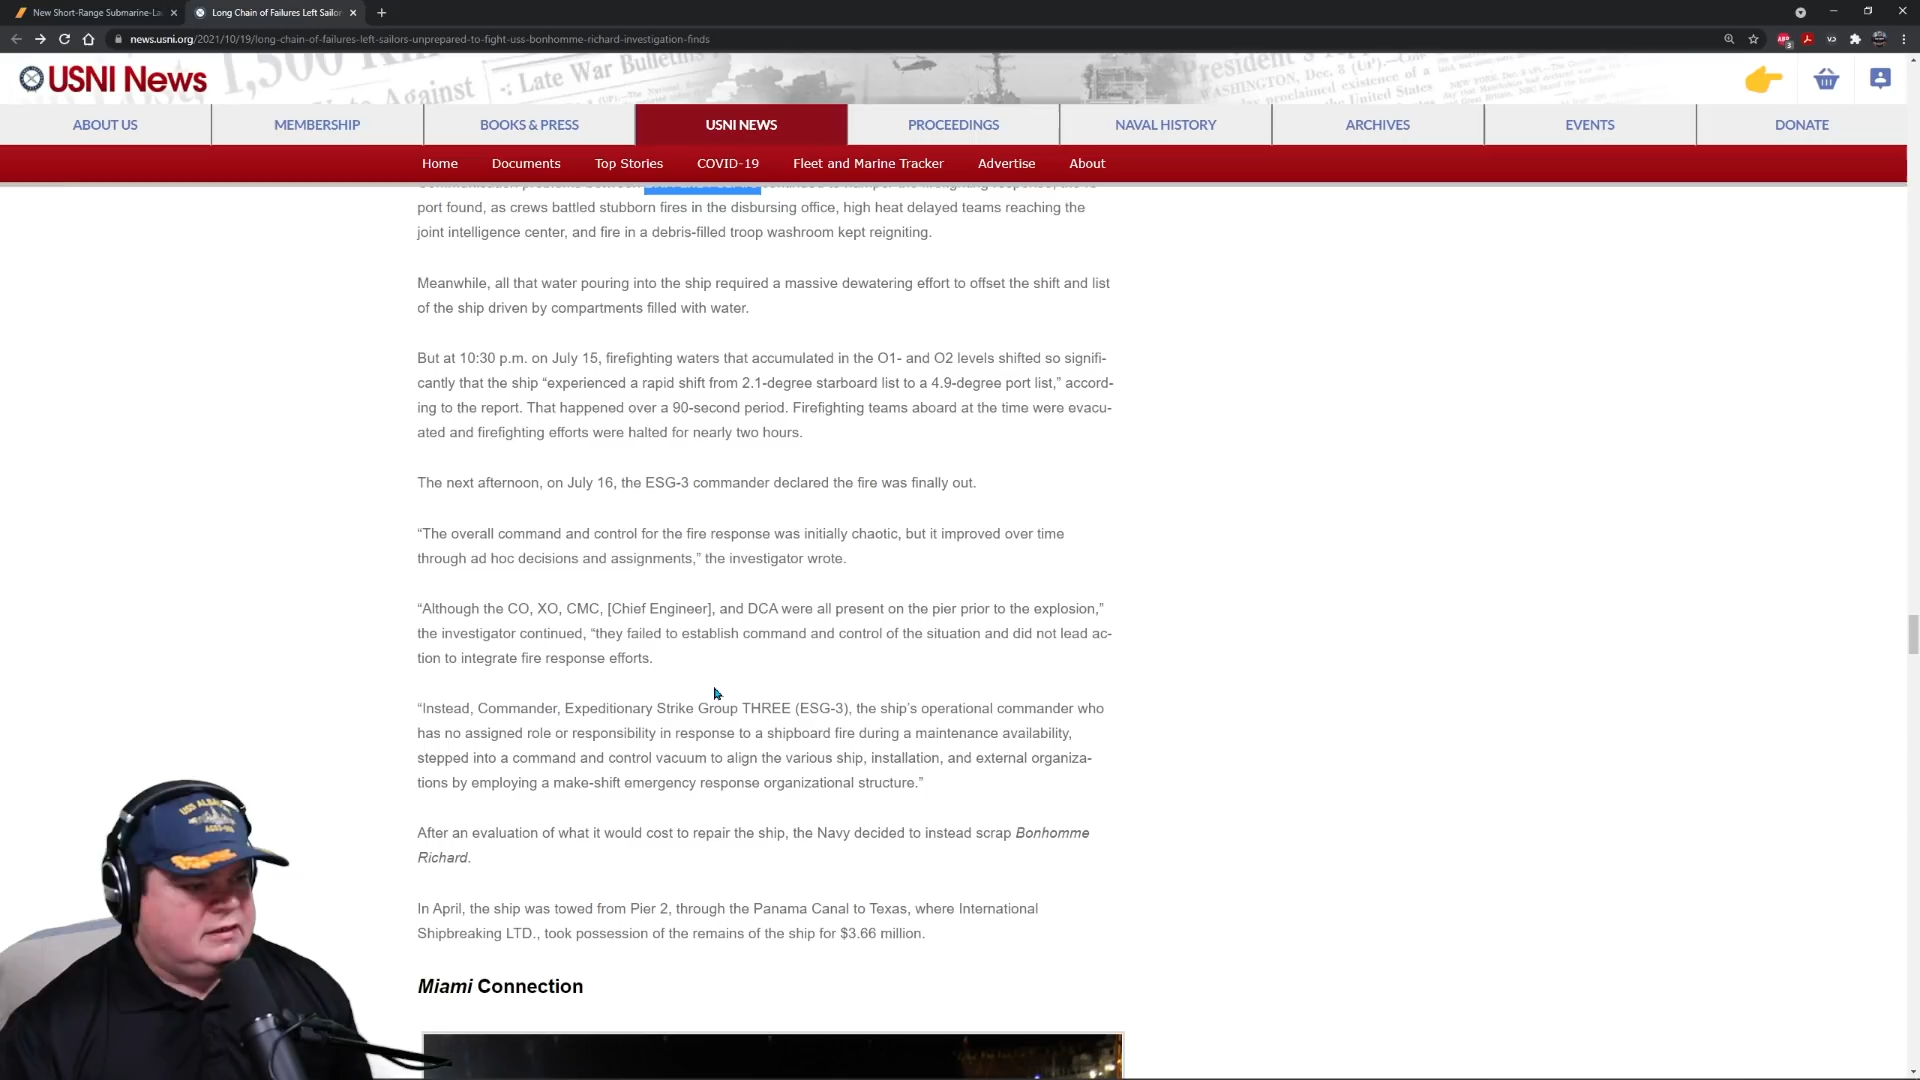 New Short-Range Submarine-La
Long Chain of Failures Left Sailor
news.usni.org/2021/10/19/long-chain-of-failures-left-sailors-unprepared-to-fight-uss-bonhomme-richard-investigation-finds
USNI News
1,500
Against
-: Late War Bulletins
President's
WASHINGTON, Dec. 8
ABOUT US
MEMBERSHIP
BOOKS & PRESS
USNI NEWS
PROCEEDINGS
NAVAL HISTORY
ARCHIVES
EVENTS
DONATE
Home
Documents
Top Stories
COVID-19
Fleet and Marine Tracker
Advertise
About
port found, as crews battled stubborn fires in the disbursing office, high heat delayed teams reaching the
joint intelligence center, and fire in a debris-filled troop washroom kept reigniting.
Meanwhile, all that water pouring into the ship required a massive dewatering effort to offset the shift and list
of the ship driven by compartments filled with water.
But at 10:30 p.m. on July 15, firefighting waters that accumulated in the O1- and O2 levels shifted so signifi-
cantly that the ship “experienced a rapid shift from 2.1-degree starboard list to a 4.9-degree port list,” accord-
ing to the report. That happened over a 90-second period. Firefighting teams aboard at the time were evacu-
ated and firefighting efforts were halted for nearly two hours.
The next afternoon, on July 16, the ESG-3 commander declared the fire was finally out.
“The overall command and control for the fire response was initially chaotic, but it improved over time
through ad hoc decisions and assignments,” the investigator wrote.
“Although the CO, XO, CMC, [Chief Engineer], and DCA were all present on the pier prior to the explosion,”
the investigator continued, “they failed to establish command and control of the situation and did not lead ac-
tion to integrate fire response efforts.
“Instead, Commander, Expeditionary Strike Group THREE (ESG-3), the ship’s operational commander who
has no assigned role or responsibility in response to a shipboard fire during a maintenance availability,
stepped into a command and control vacuum to align the various ship, installation, and external organiza-
tions by employing a make-shift emergency response organizational structure.”
After an evaluation of what it would cost to repair the ship, the Navy decided to instead scrap Bonhomme
Richard.
In April, the ship was towed from Pier 2, through the Panama Canal to Texas, where International
Shipbreaking LTD., took possession of the remains of the ship for $3.66 million.
Miami Connection